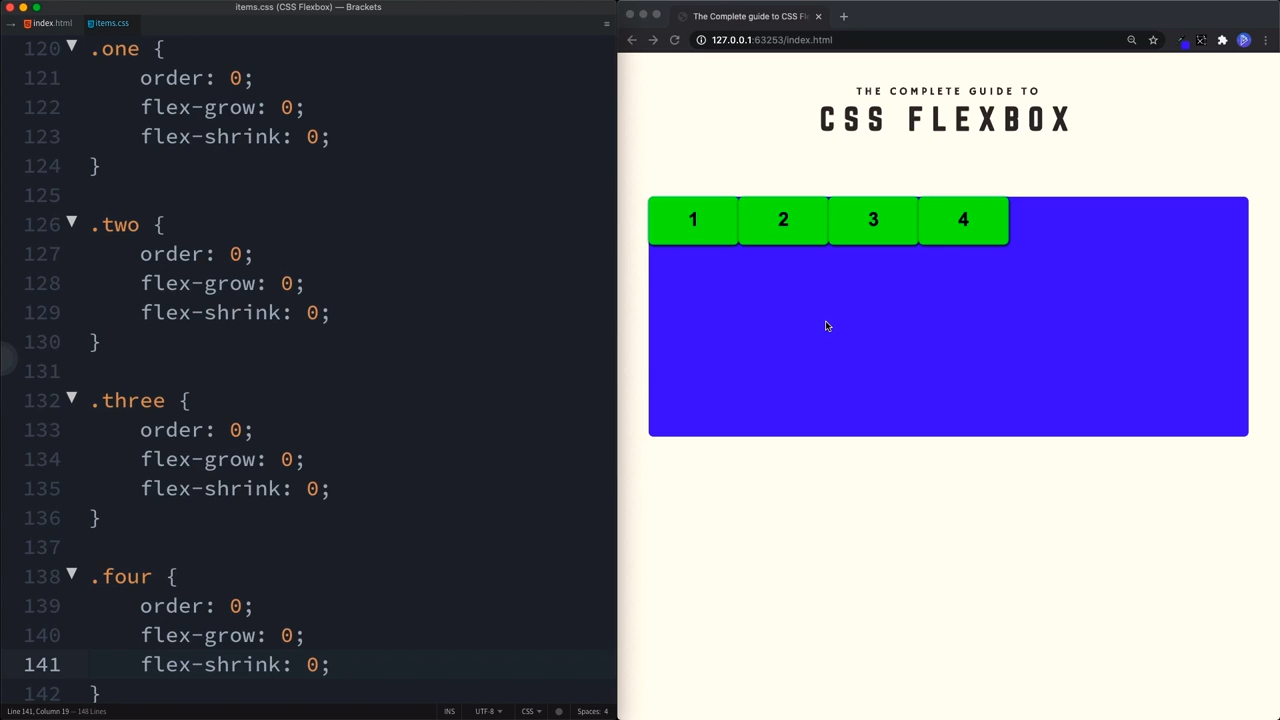 items.css (CSS Flexbox) — Brackets
index.html
items.css
120 .one {
121 order: 0;
122 flex-grow: 0;
123 flex-shrink: 0;
124 }
125
126 .two {
127 order: 0;
128 flex-grow: 0;
129 flex-shrink: 0;
130 }
131
132 .three {
133 order: 0;
134 flex-grow: 0;
135 flex-shrink: 0;
136 }
137
138 .four {
139 order: 0;
140 flex-grow: 0;
141 flex-shrink: 0;
142 }
Line 141, Column 19 — 148 Lines
INS
UTF-8
CSS
Spaces: 4
The Complete guide to CSS Fle
127.0.0.1:63253/index.html
THE COMPLETE GUIDE TO
CSS FLEXBOX
1
2
3
4